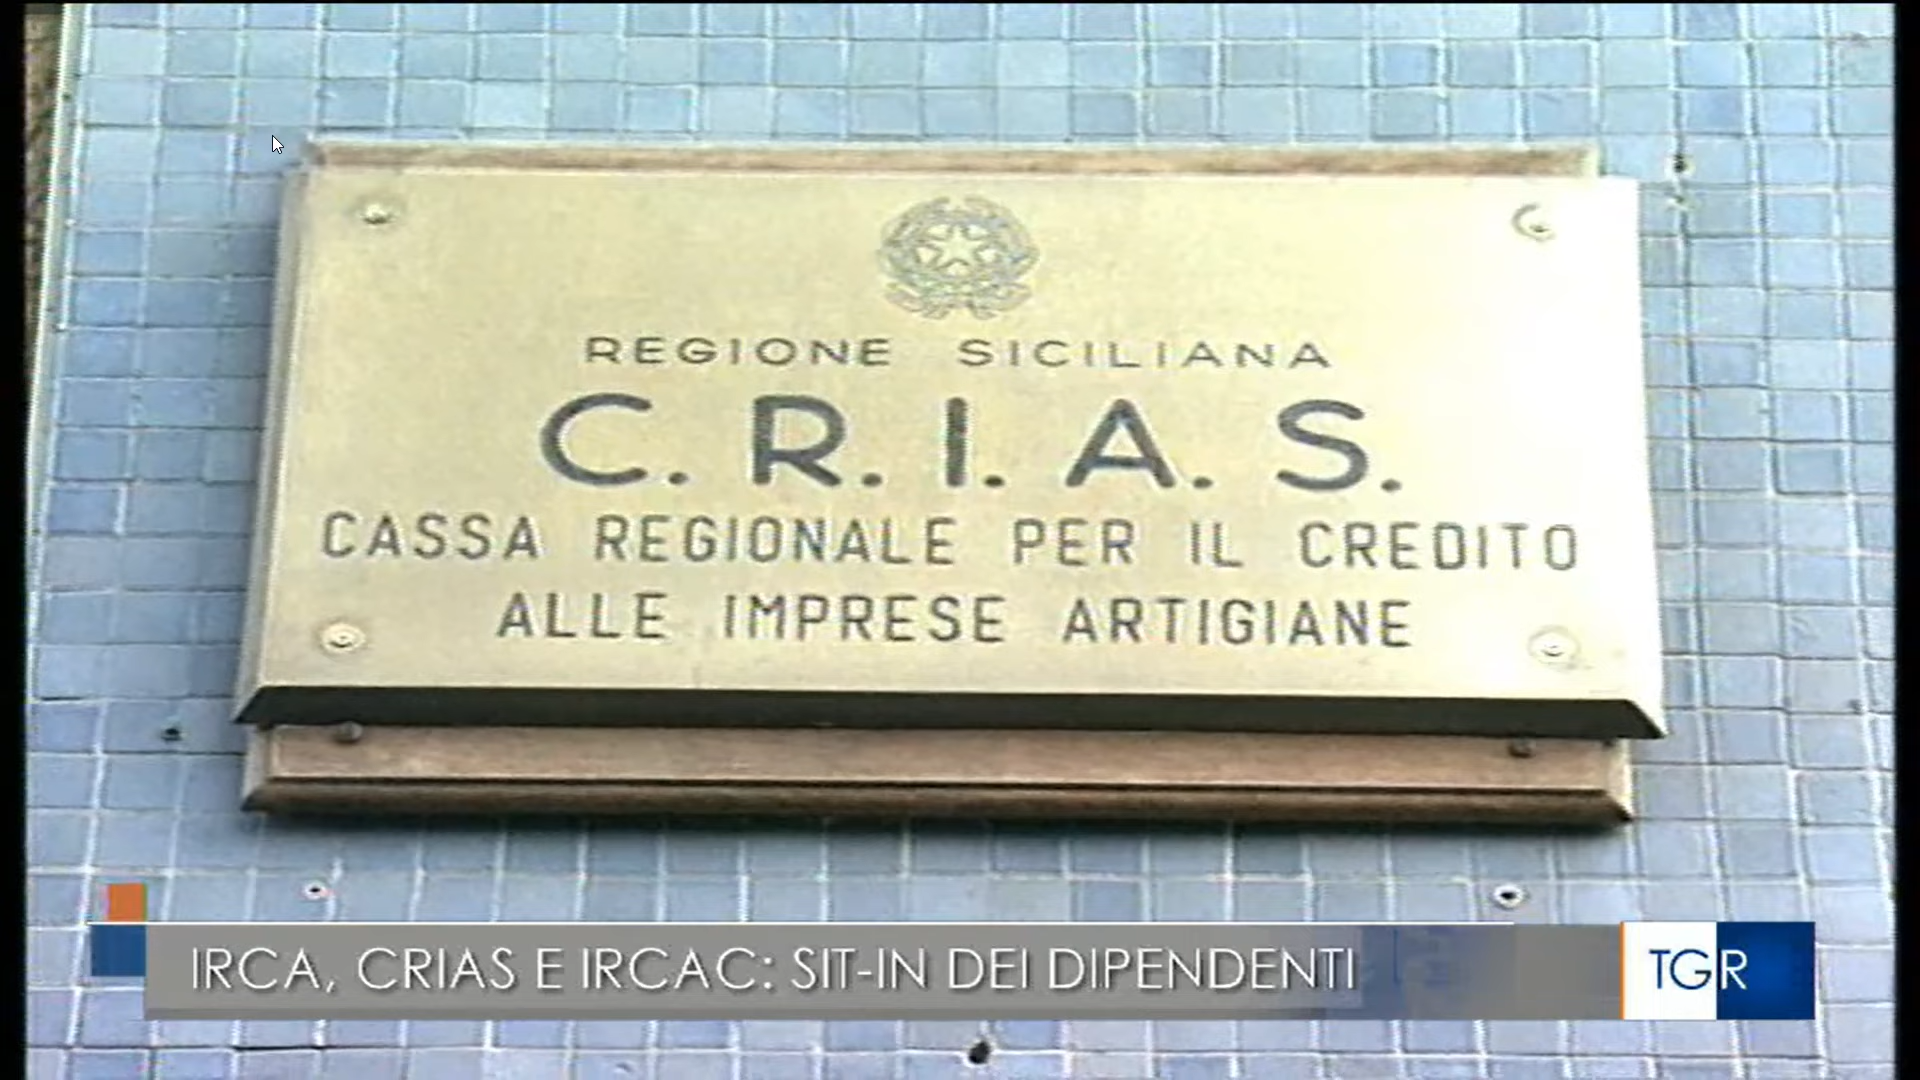 REGIONE SICILIANA
C.R.I.A.S.
CASSA REGIONALE PER IL CREDITO
ALLE IMPRESE ARTIGIANE
IRCA, CRIAS E IRCAC: SIT-IN DEI DIPENDENTI
TGR